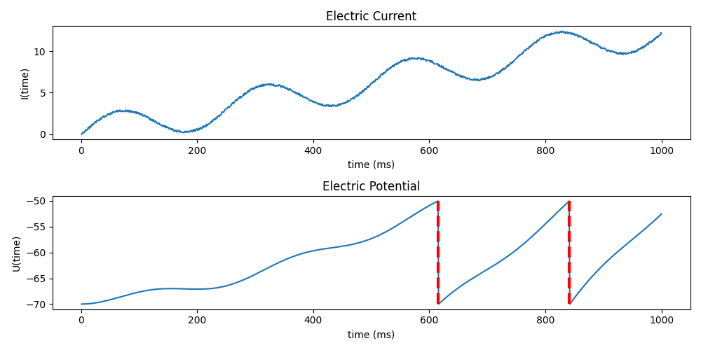 Electric Current
10
5
0
I(time)
0 200 400 600 800 1000
time (ms)
Electric Potential
−50
−55
−60
−65
−70
U(time)
0 200 400 600 800 1000
time (ms)